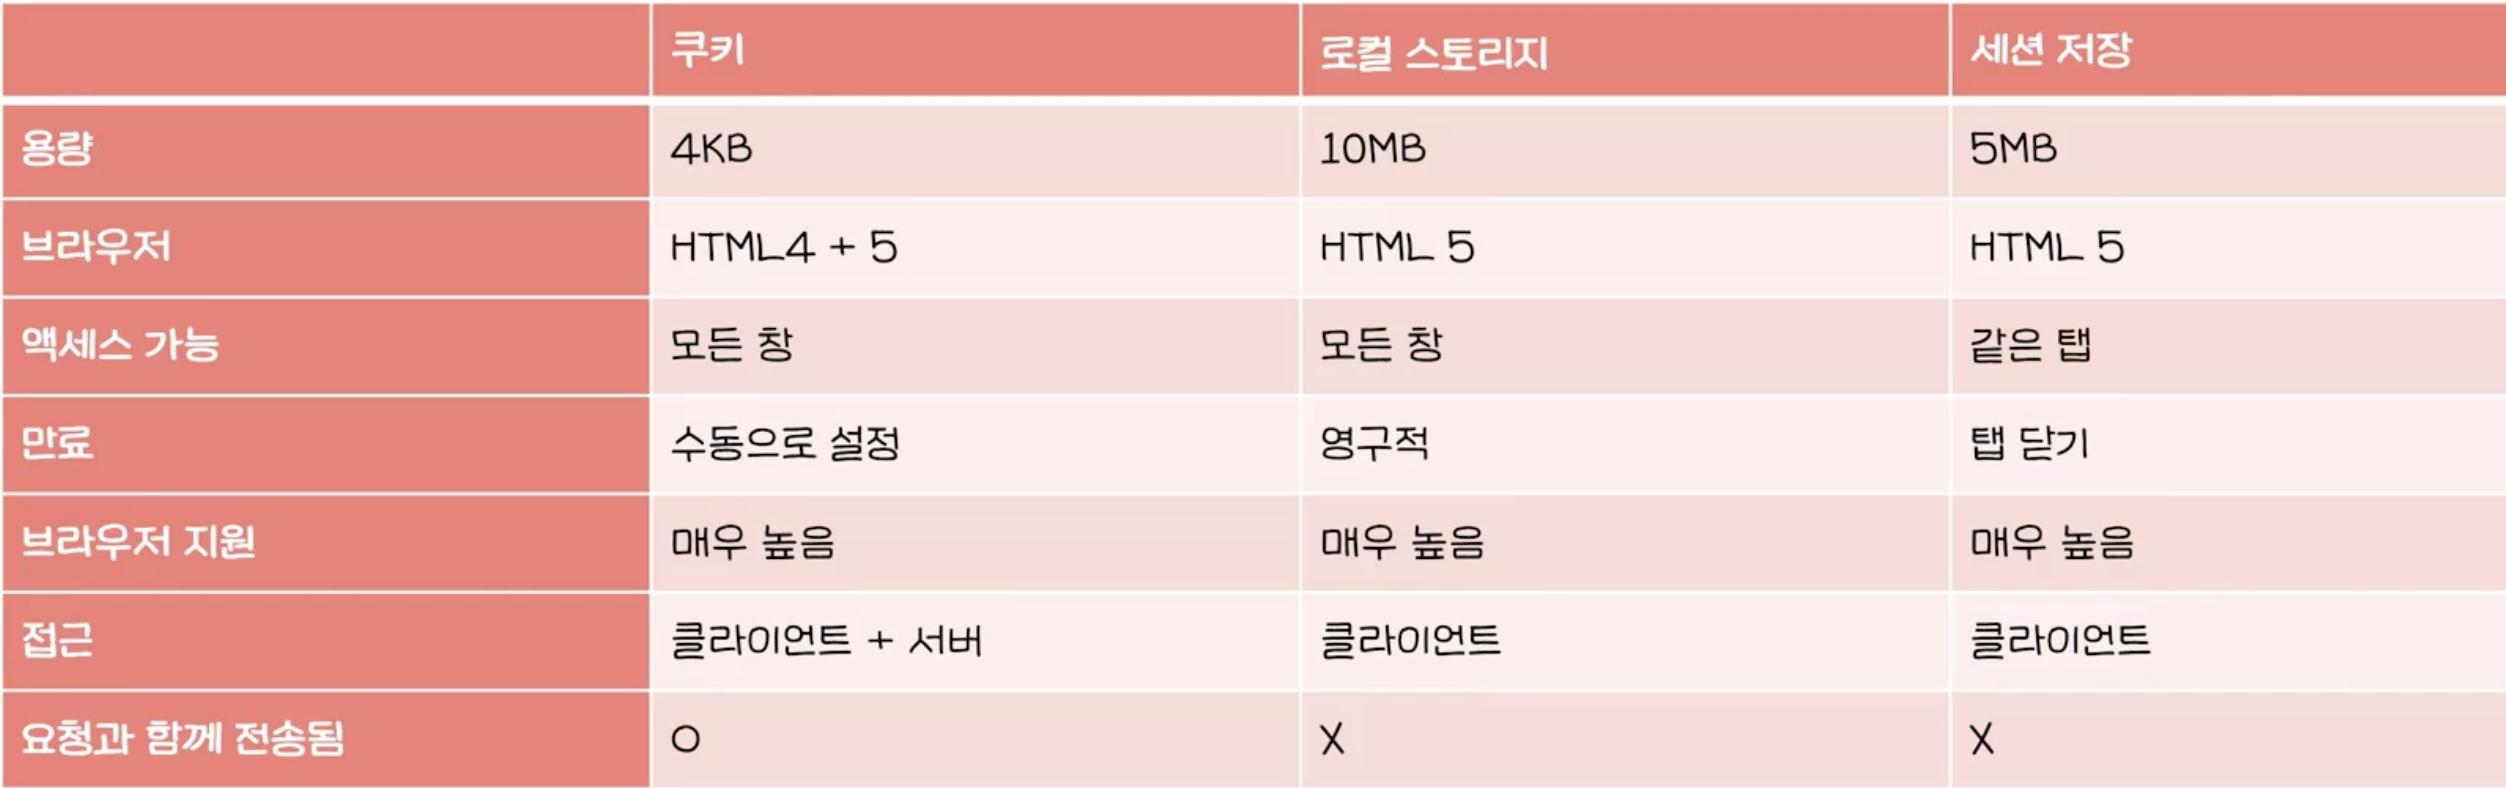 쿠키 로컬 스토리지 세션 저장
용량 4KB 10MB 5MB
브라우저 HTML4 + 5 HTML 5 HTML 5
액세스 가능 모든 창 모든 창 같은 탭
만료 수동으로 설정 영구적 탭 닫기
브라우저 지원 매우 높음 매우 높음 매우 높음
접근 클라이언트 + 서버 클라이언트 클라이언트
요청과 함께 전송됨 O X X